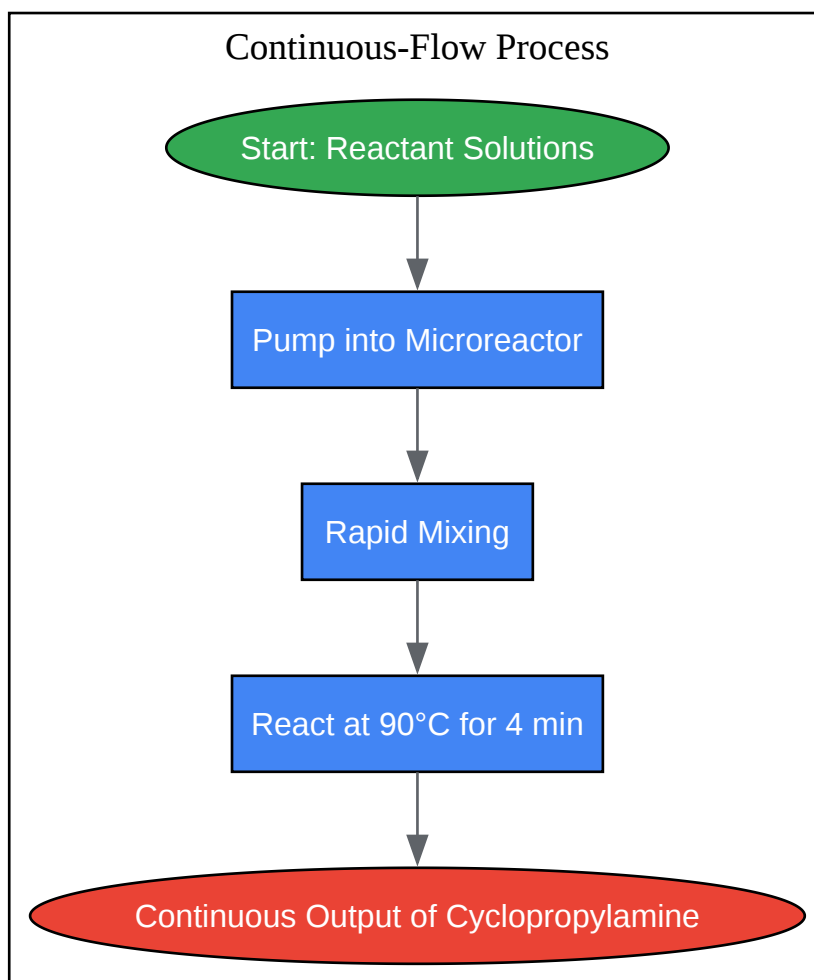 Continuous-Flow Process
Start: Reactant Solutions
Pump into Microreactor
Rapid Mixing
React at 90°C for 4 min
Continuous Output of Cyclopropylamine